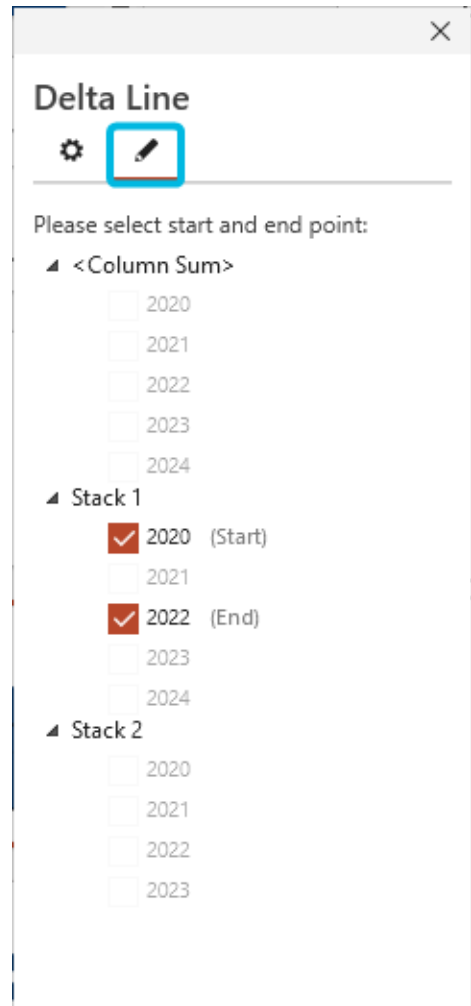 Delta Line
Please select start and end point:
<Column Sum>
2020
2021
2022
2023
2024
Stack 1
2020 (Start)
2021
2022 (End)
2023
2024
Stack 2
2020
2021
2022
2023